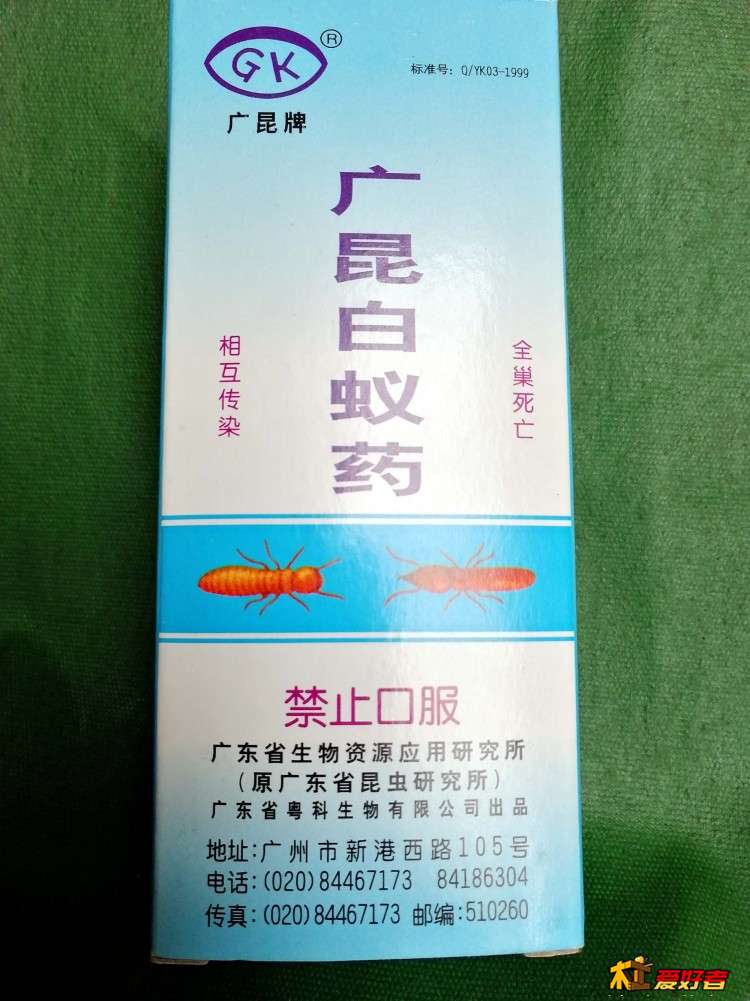 GK®
标准号：Q/YK03-1999
广昆牌
广昆白蚁药
相互传染
全巢死亡
禁止口服
广东省生物资源应用研究所
（原广东省昆虫研究所）
广东省粤科生物有限公司出品
地址:广州市新港西路105号
电话:(020)84467173 84186304
传真:(020)84467173 邮编:510260
红爱好者